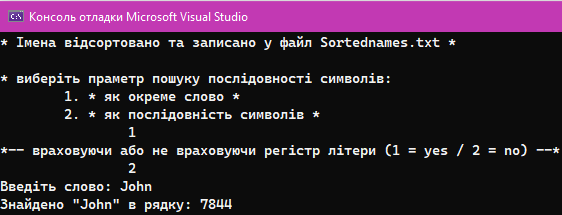 Консоль отладки Microsoft Visual Studio
* Імена відсортовано та записано у файл Sortednames.txt *
* виберіть праметр пошуку послідовності символів:
1. * як окреме слово *
2. * як послідовність символів *
1
*-- враховуючи або не враховуючи регістр літери (1 = yes / 2 = no) --*
2
Введіть слово: John
Знайдено "John" в рядку: 7844